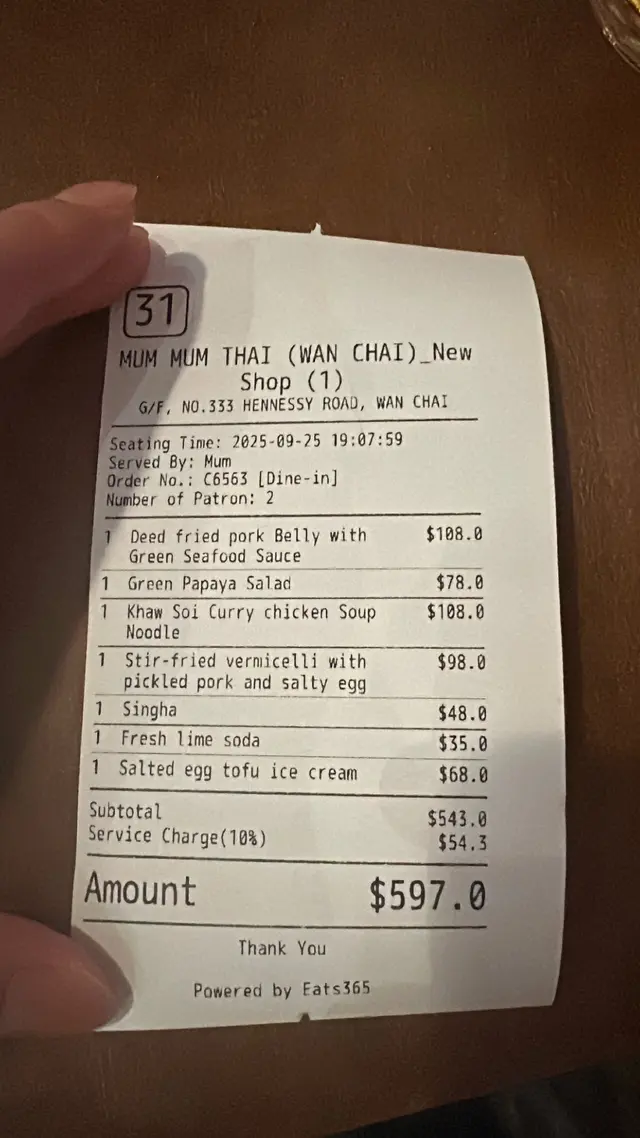 31
MUM MUM THAI (WAN CHAI)_New
Shop (1)
G/F, NO.333 HENNESSY ROAD, WAN CHAI
Seating Time: 2025-09-25 19:07:59
Served By: Mum
Order No.: C6563 [Dine-in]
Number of Patron: 2
1 Deed fried pork Belly with $108.0
Green Seafood Sauce
1 Green Papaya Salad $78.0
1 Khaw Soi Curry chicken Soup $108.0
Noodle
1 Stir-fried vermicelli with $98.0
pickled pork and salty egg
1 Singha $48.0
1 Fresh lime soda $35.0
1 Salted egg tofu ice cream $68.0
Subtotal $543.0
Service Charge(10%) $54.3
Amount $597.0
Thank You
Powered by Eats365